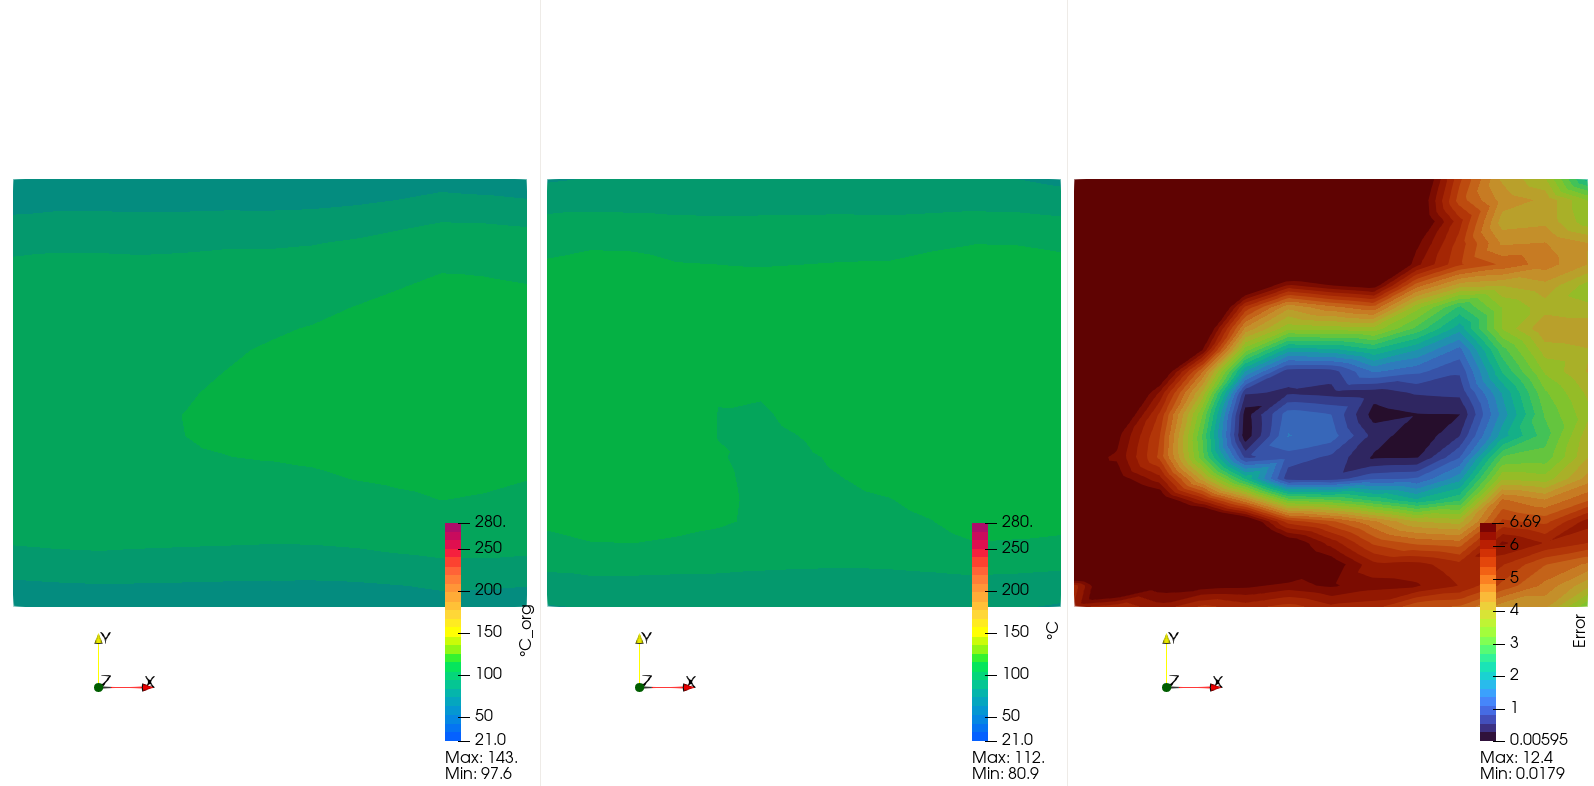 280.
250
200
150
100
50
21.0
°C_org
Max: 143.
Min: 97.6
Y
Z
X
280.
250
200
150
100
50
21.0
°C
Max: 112.
Min: 80.9
Y
Z
X
6.69
6
5
4
3
2
1
0.00595
Error
Max: 12.4
Min: 0.0179
Y
Z
X